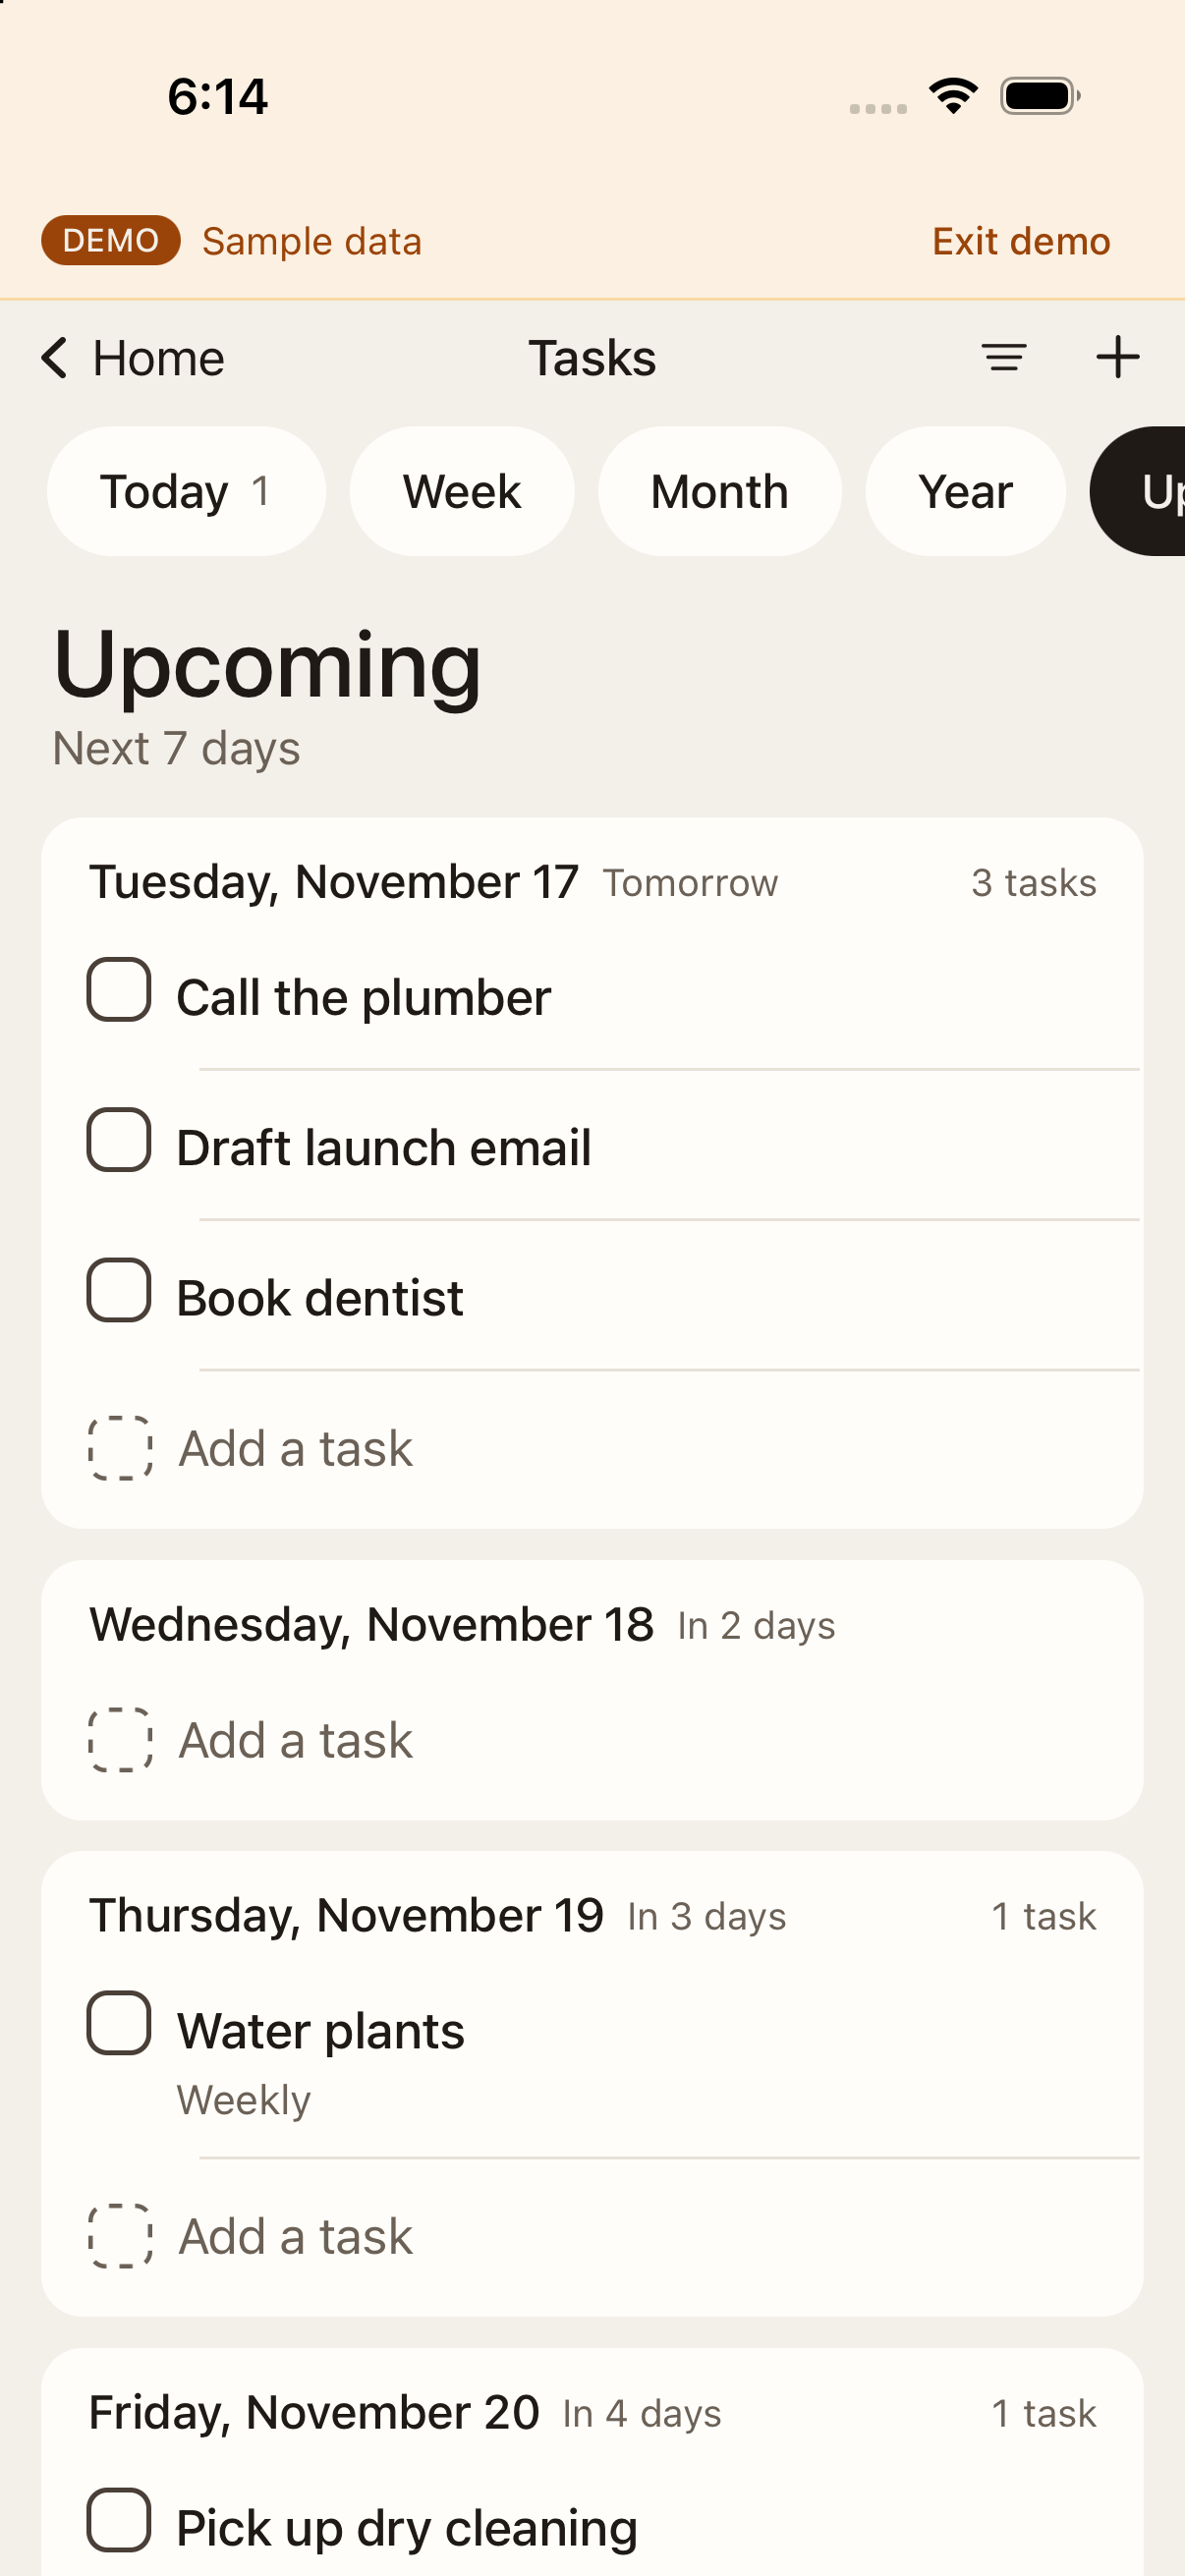 6:14
DEMO Sample data Exit demo
Home Tasks
Today 1 Week Month Year Up
Upcoming
Next 7 days
Tuesday, November 17 Tomorrow 3 tasks
Call the plumber
Draft launch email
Book dentist
Add a task
Wednesday, November 18 In 2 days
Add a task
Thursday, November 19 In 3 days 1 task
Water plants
Weekly
Add a task
Friday, November 20 In 4 days 1 task
Pick up dry cleaning